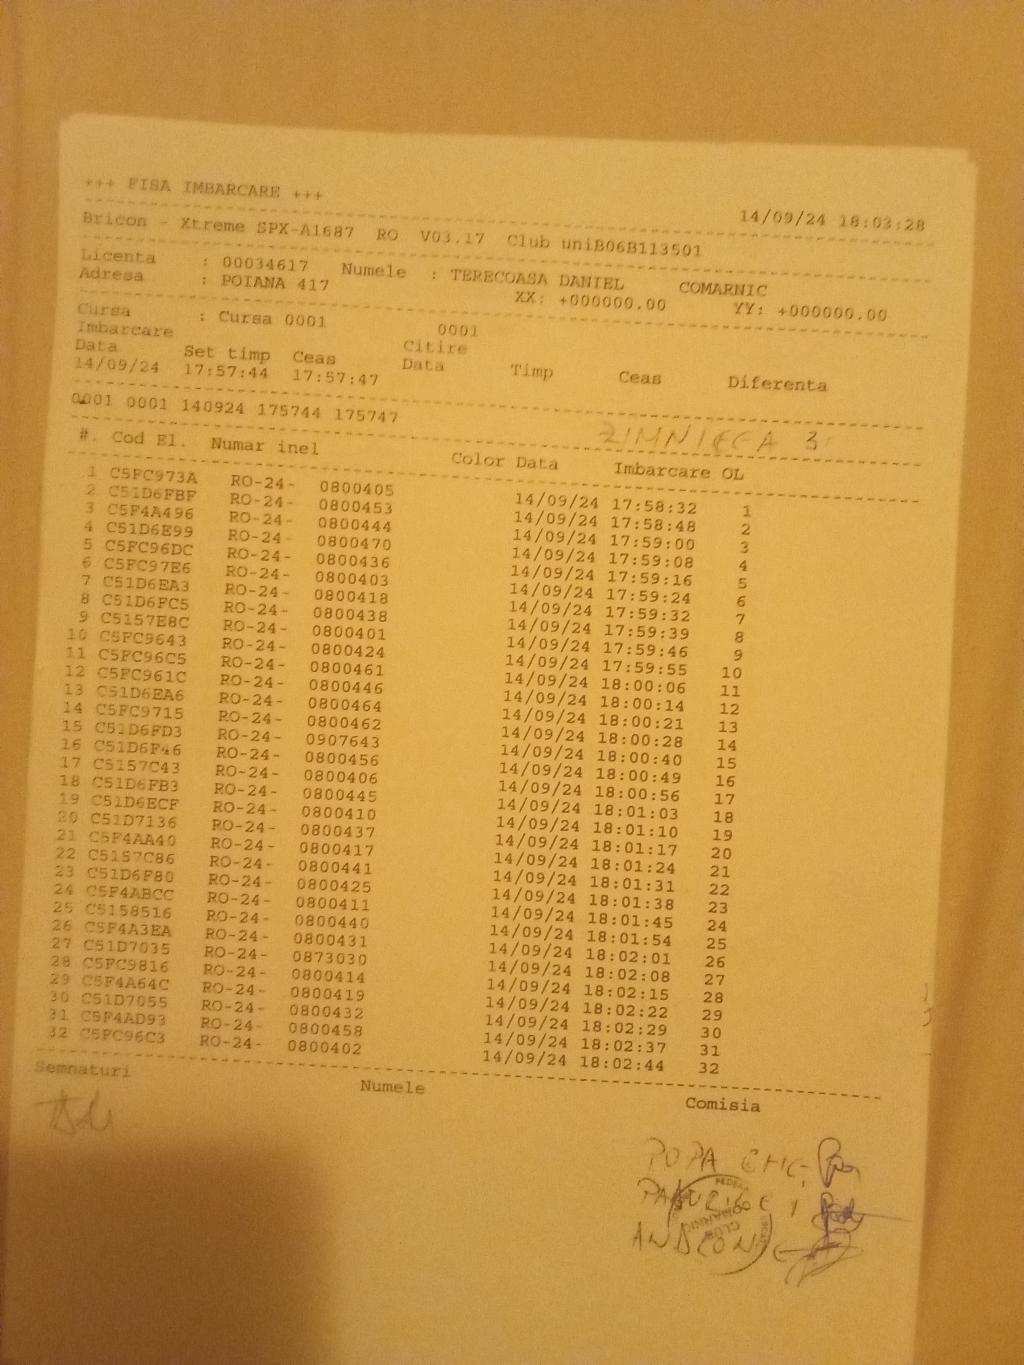 +++ FISA IMBARCARE +++
14/09/24 18:03:28
Bricon - Xtreme SPX-A1687 RO V03.17 Club uniB06B113501
Licenta : 00034617 Numele : TERECOASA DANIEL COMARNIC
Adresa : POIANA 417 XX: +000000.00 YY: +000000.00
Cursa : Cursa 0001 0001
Imbarcare Citire
Data Set timp Ceas Data Timp Ceas Diferenta
14/09/24 17:57:44 17:57:47
0001 0001 140924 175744 175747
ZIMNICEA 3
#. Cod El. Numar inel Color Data Imbarcare OL
1 C5FC973A RO-24- 0800405 14/09/24 17:58:32 1
2 C51D6FBF RO-24- 0800453 14/09/24 17:58:48 2
3 C5F4A496 RO-24- 0800444 14/09/24 17:59:00 3
4 C51D6E99 RO-24- 0800470 14/09/24 17:59:08 4
5 C5FC96DC RO-24- 0800436 14/09/24 17:59:16 5
6 C5FC97E6 RO-24- 0800403 14/09/24 17:59:24 6
7 C51D6EA3 RO-24- 0800418 14/09/24 17:59:32 7
8 C51D6FC5 RO-24- 0800438 14/09/24 17:59:39 8
9 C5157E8C RO-24- 0800401 14/09/24 17:59:46 9
10 C5FC9643 RO-24- 0800424 14/09/24 17:59:55 10
11 C5FC96C5 RO-24- 0800461 14/09/24 18:00:06 11
12 C5FC961C RO-24- 0800446 14/09/24 18:00:14 12
13 C51D6EA6 RO-24- 0800464 14/09/24 18:00:21 13
14 C5FC9715 RO-24- 0800462 14/09/24 18:00:28 14
15 C51D6FD3 RO-24- 0907643 14/09/24 18:00:40 15
16 C51D6F46 RO-24- 0800456 14/09/24 18:00:49 16
17 C5157C43 RO-24- 0800406 14/09/24 18:00:56 17
18 C51D6FB3 RO-24- 0800445 14/09/24 18:01:03 18
19 C51D6ECF RO-24- 0800410 14/09/24 18:01:10 19
20 C51D7136 RO-24- 0800437 14/09/24 18:01:17 20
21 C5F4AA40 RO-24- 0800417 14/09/24 18:01:24 21
22 C5157C86 RO-24- 0800441 14/09/24 18:01:31 22
23 C51D6F80 RO-24- 0800425 14/09/24 18:01:38 23
24 C5F4ABCC RO-24- 0800411 14/09/24 18:01:45 24
25 C5158516 RO-24- 0800440 14/09/24 18:01:54 25
26 C5F4A3EA RO-24- 0800431 14/09/24 18:02:01 26
27 C51D7035 RO-24- 0873030 14/09/24 18:02:08 27
28 C5FC9816 RO-24- 0800414 14/09/24 18:02:15 28
29 C5F4A64C RO-24- 0800419 14/09/24 18:02:22 29
30 C51D7055 RO-24- 0800432 14/09/24 18:02:29 30
31 C5F4AD93 RO-24- 0800458 14/09/24 18:02:37 31
32 C5FC96C3 RO-24- 0800402 14/09/24 18:02:44 32
Semnaturi Numele Comisia
POPA
CLUB
COMARNIC